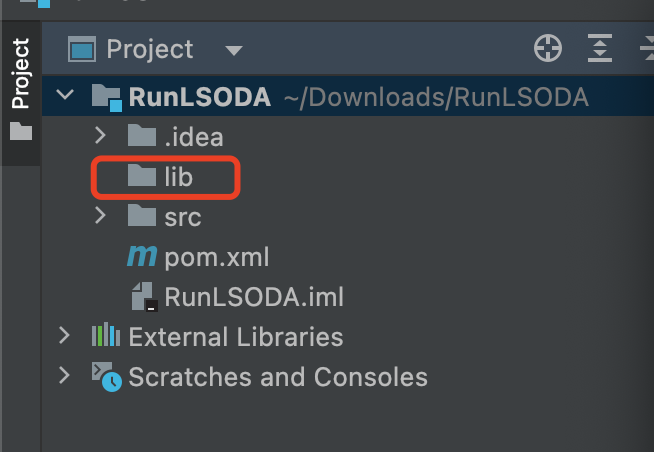 Project
Project
RunLSODA ~/Downloads/RunLSODA
.idea
lib
src
m pom.xml
RunLSODA.iml
External Libraries
Scratches and Consoles